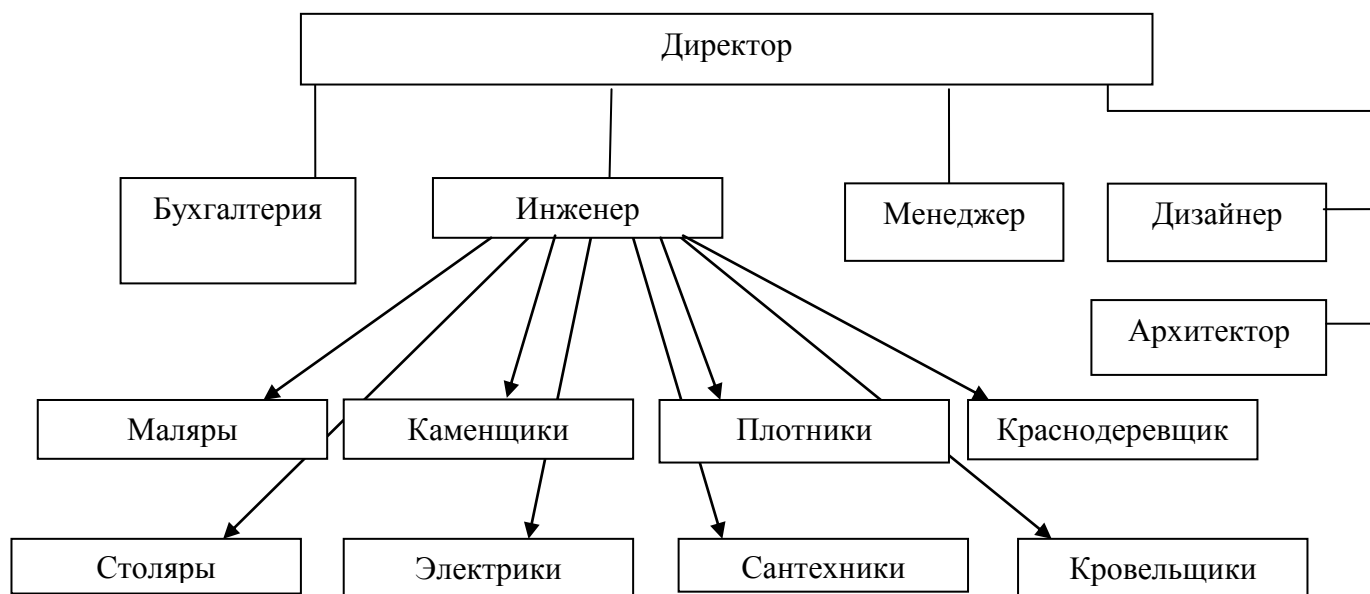 Директор
Бухгалтерия
Инженер
Менеджер
Дизайнер
Архитектор
Маляры
Каменщики
Плотники
Краснодеревщик
Столяры
Электрики
Сантехники
Кровельщики